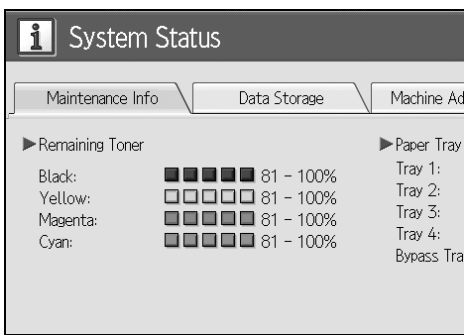 System Status
Maintenance Info
Data Storage
Machine Ad
▶Remaining Toner
Black: 81 - 100%
Yellow: 81 - 100%
Magenta: 81 - 100%
Cyan: 81 - 100%
▶Paper Tray
Tray 1:
Tray 2:
Tray 3:
Tray 4:
Bypass Tra